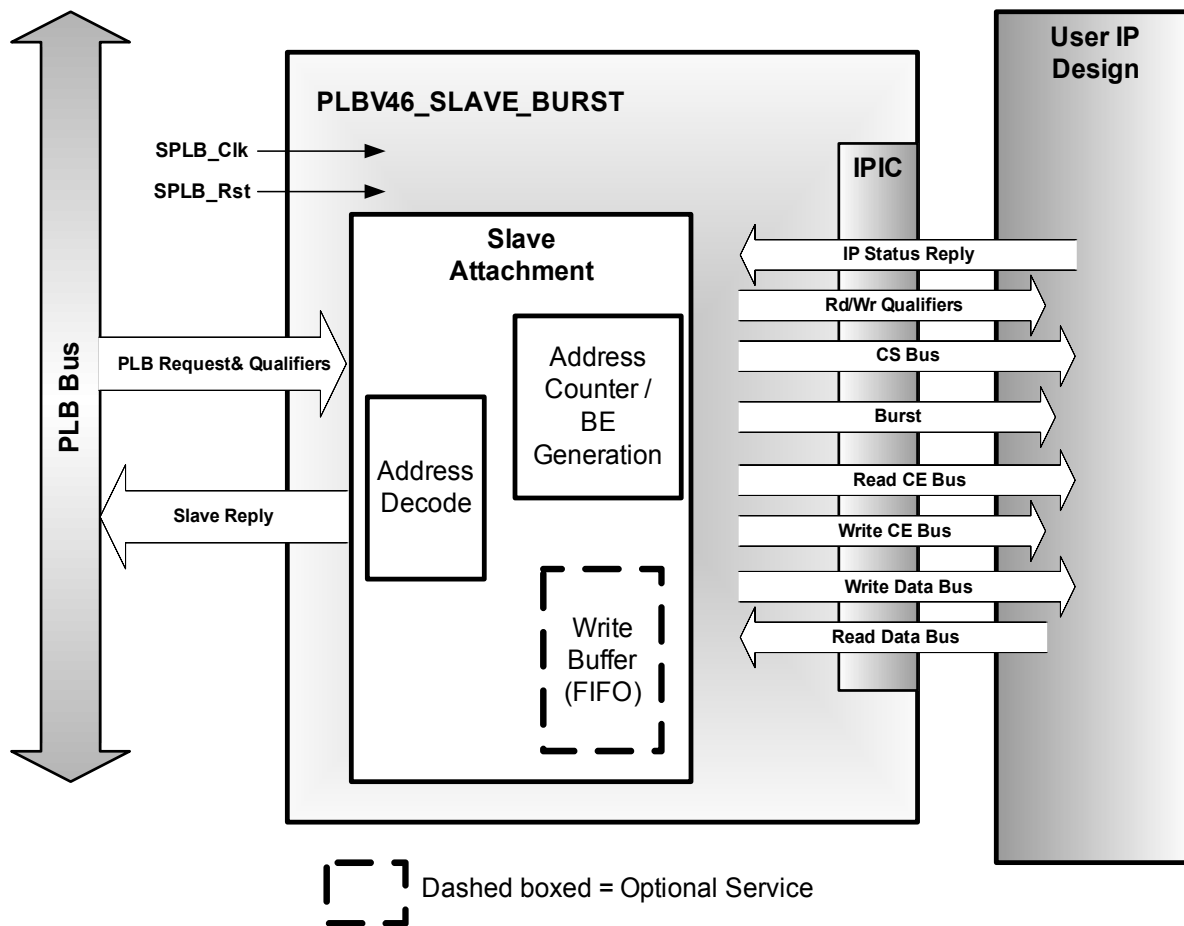 User IP
Design
PLBV46_SLAVE_BURST
SPLB_Clk
SPLB_Rst
IPIC
Slave
Attachment
IP Status Reply
Rd/Wr Qualifiers
CS Bus
Burst
Read CE Bus
Write CE Bus
Write Data Bus
Read Data Bus
PLB Bus
PLB Request& Qualifiers
Slave Reply
Address
Counter /
BE
Generation
Address
Decode
Write
Buffer
(FIFO)
Dashed boxed = Optional Service